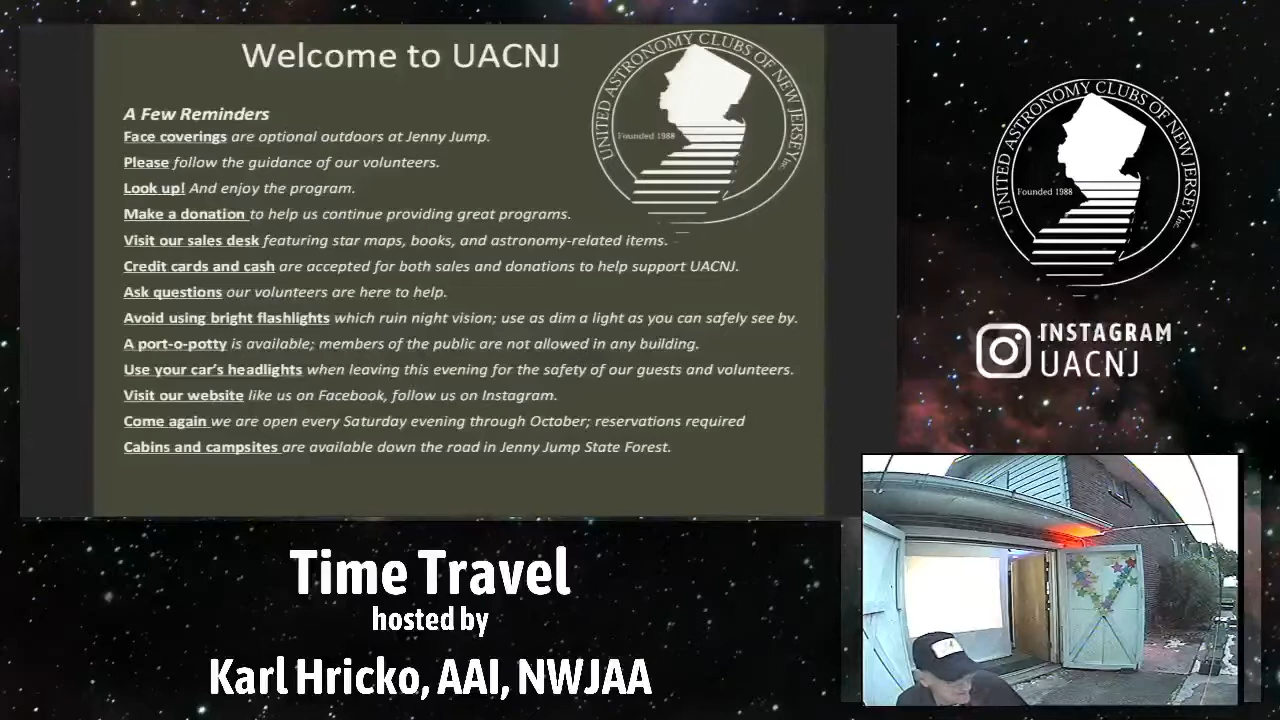 Welcome to UACNJ
UNITED ASTRONOMY CLUBS OF NEW JERSEY Inc.
Founded 1988
A Few Reminders
Face coverings are optional outdoors at Jenny Jump.
Please follow the guidance of our volunteers.
Look up! And enjoy the program.
Make a donation to help us continue providing great programs.
Visit our sales desk featuring star maps, books, and astronomy-related items.
Credit cards and cash are accepted for both sales and donations to help support UACNJ.
Ask questions our volunteers are here to help.
Avoid using bright flashlights which ruin night vision; use as dim a light as you can safely see by.
A port-o-potty is available; members of the public are not allowed in any building.
Use your car's headlights when leaving this evening for the safety of our guests and volunteers.
Visit our website like us on Facebook, follow us on Instagram.
Come again we are open every Saturday evening through October; reservations required
Cabins and campsites are available down the road in Jenny Jump State Forest.
UNITED ASTRONOMY CLUBS OF NEW JERSEY Inc.
Founded 1988
INSTAGRAM
UACNJ
Time Travel
hosted by
Karl Hricko, AAI, NWJAA